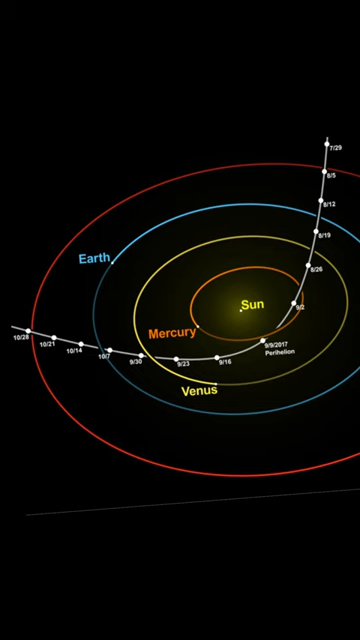 7/29
8/5
8/12
8/19
Earth
8/26
Sun
9/2
Mercury
10/28
10/21
10/14
10/7
9/30
9/23
9/16
9/9/2017
Perihelion
Venus